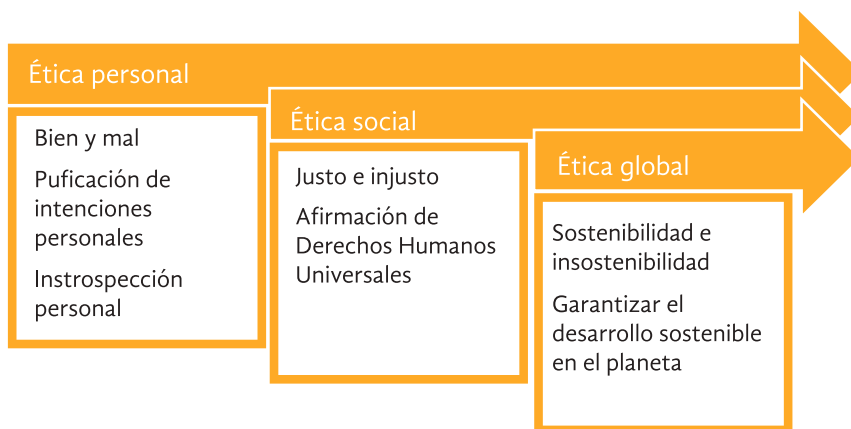 Ética personal
Bien y mal
Puficación de
intenciones
personales
Instrospección
personal
Ética social
Justo e injusto
Afirmación de
Derechos Humanos
Universales
Ética global
Sostenibilidad e
insostenibilidad
Garantizar el
desarrollo sostenible
en el planeta